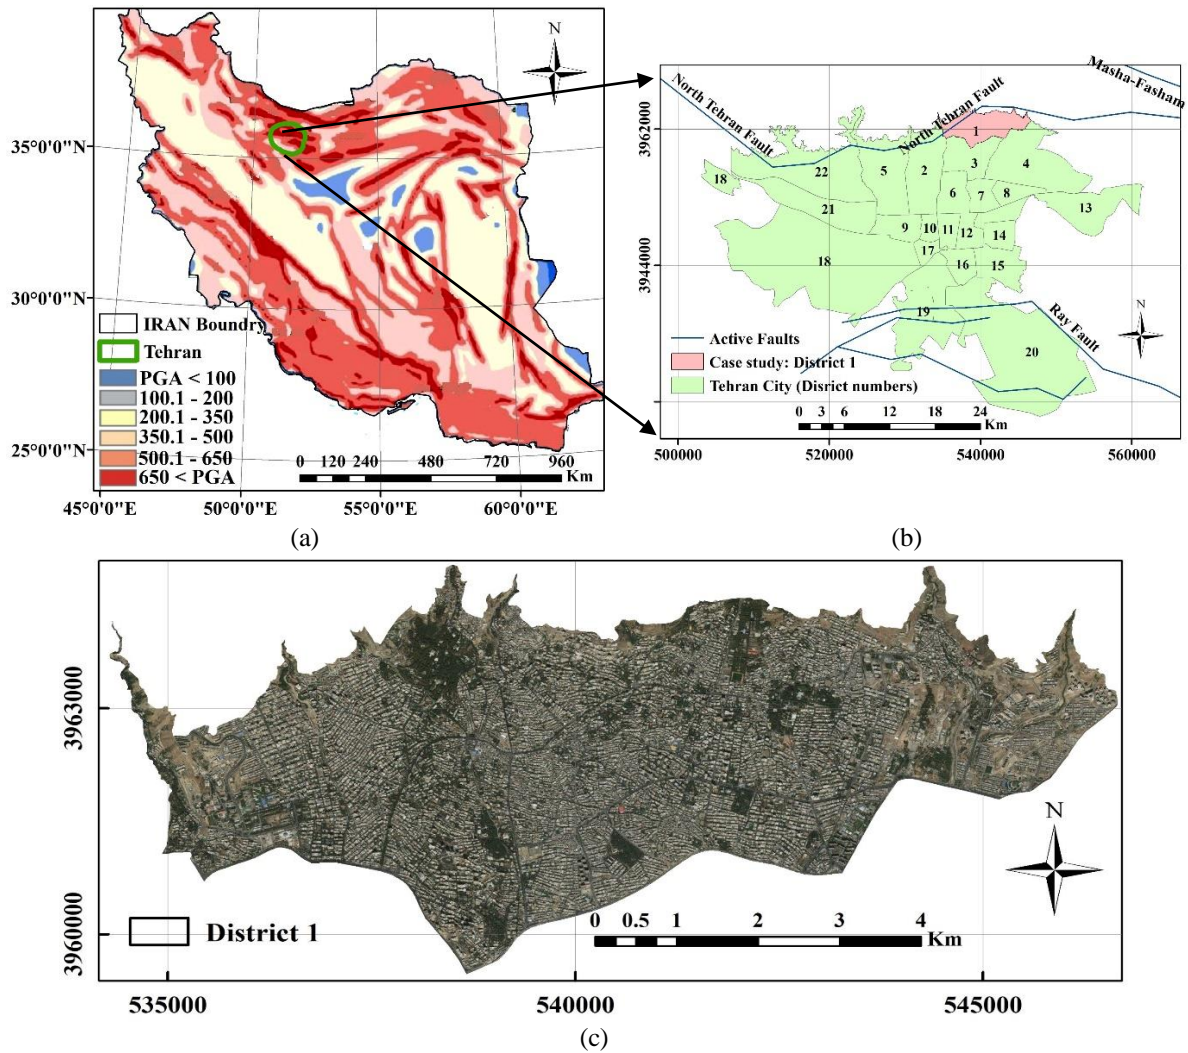 N
35°0'0"N
30°0'0"N
25°0'0"N
IRAN Boundry
Tehran
PGA < 100
100.1 - 200
200.1 - 350
350.1 - 500
500.1 - 650
650 < PGA
0 120 240 480 720 960
Km
45°0'0"E 50°0'0"E 55°0'0"E 60°0'0"E
(a)
Masha-Fasham
North Tehran Fault
North Tehran Fault
3962000
1
3
4
22
5
2
18
6
7
8
13
21
9
10
11
12
14
17
18
16
15
3944000
19
Ray Fault
N
20
Active Faults
Case study: District 1
Tehran City (Disrict numbers)
0 3 6 12 18 24
Km
500000 520000 540000 560000
(b)
3963000
3960000
N
District 1
0 0.5 1 2 3 4
Km
535000 540000 545000
(c)